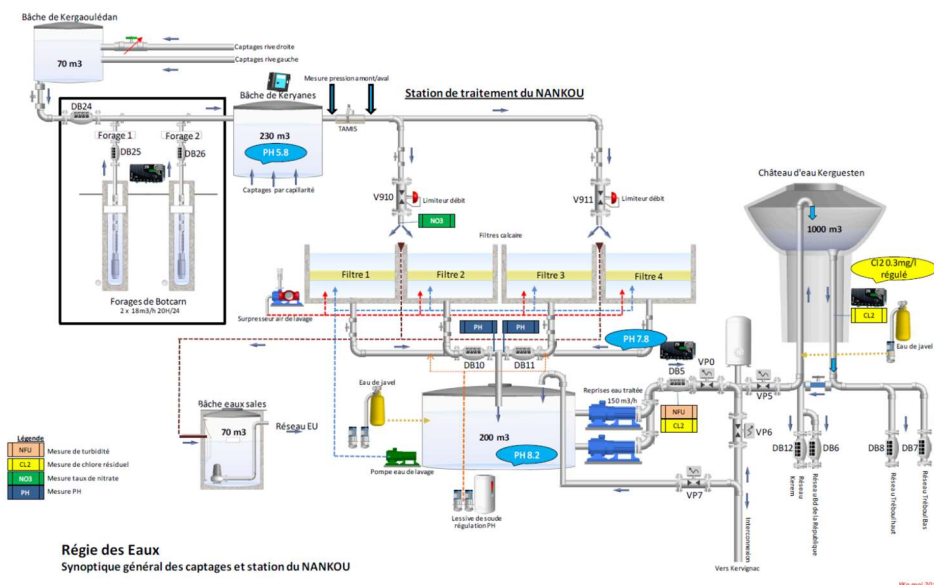 Bâche de Kergaoulédan
70 m3
Captages rive droite
Captages rive gauche
Mesure pression amont/aval
Station de traitement du NANKOU
Bâche de Keryanes
DB24
TAMIS
Forage 1
Forage 2
230 m3
DB25
DB26
PH 5.8
Captages par capillarité
Château d'eau Kerguesten
V910
Limiteur débit
V911
Limiteur débit
NO3
1000 m3
Filtres calcaire
Cl2 0.3mg/l
régulé
Filtre 1
Filtre 2
Filtre 3
Filtre 4
Forages de Botcarn
2 x 18m3/h 20H/24
Surpresseur air de lavage
CL2
PH
PH
PH 7.8
Eau de javel
DB10
DB11
DB5
VP0
VP5
Eau de javel
Reprises eau traitée
150 m3/h
Bâche eaux sales
70 m3
Réseau EU
NFU
CL2
200 m3
VP6
PH 8.2
DB12
DB6
DB8
DB7
Légende
NFU
Mesure de turbidité
CL2
Mesure de chlore résiduel
NO3
Mesure taux de nitrate
PH
Mesure PH
Pompe eau de lavage
VP7
Lessive de soude
régulation PH
Réseau
Kerem
Réseau Bd de la République
Réseau Tréboul haut
Réseau Tréboul Bas
Interconnexion
Vers Kervignac
Régie des Eaux
Synoptique général des captages et station du NANKOU